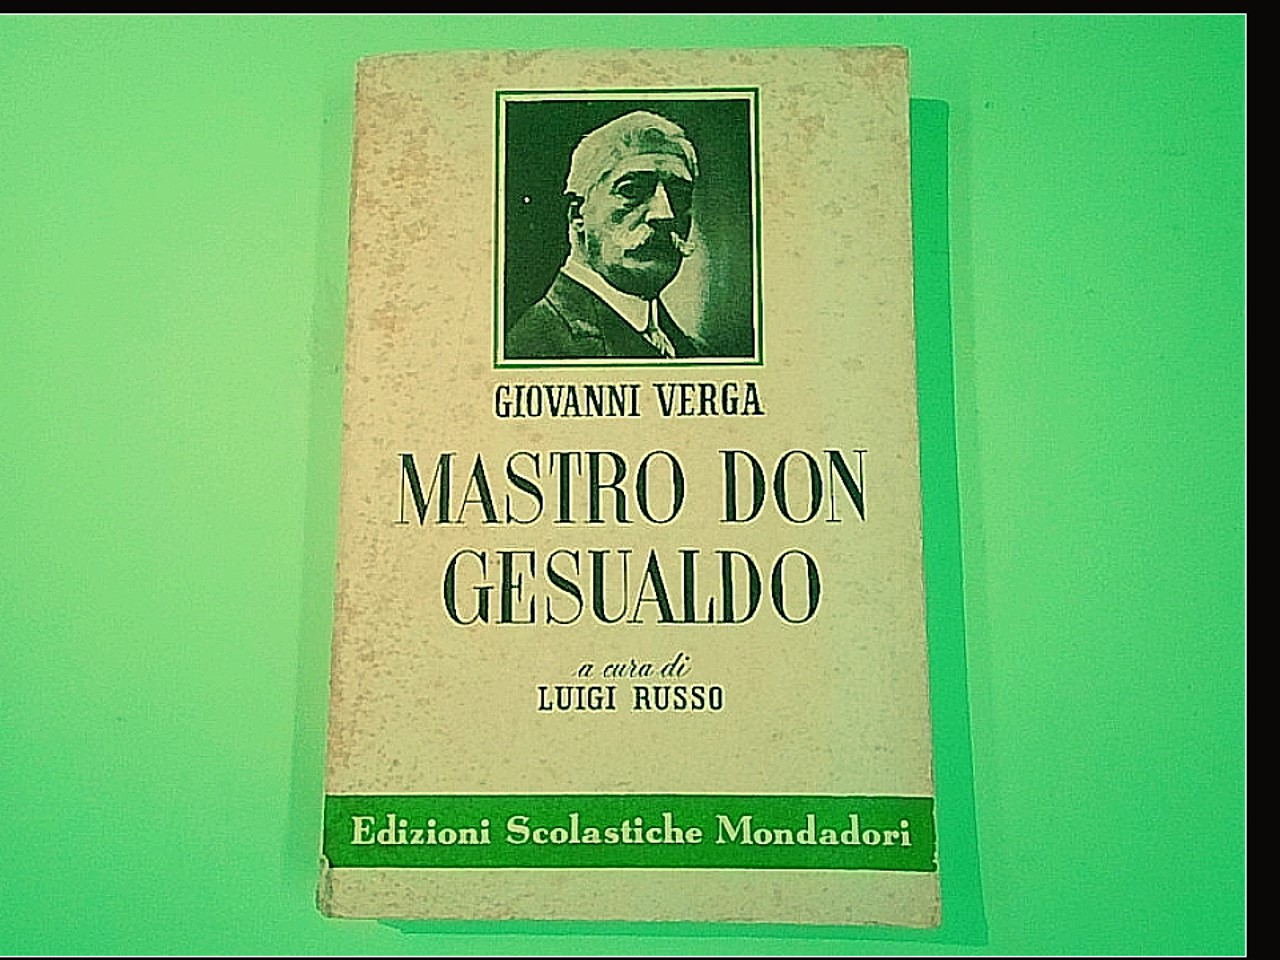 GIOVANNI VERGA
MASTRO DON
GESUALDO
a cura di
LUIGI RUSSO
Edizioni Scolastiche Mondadori